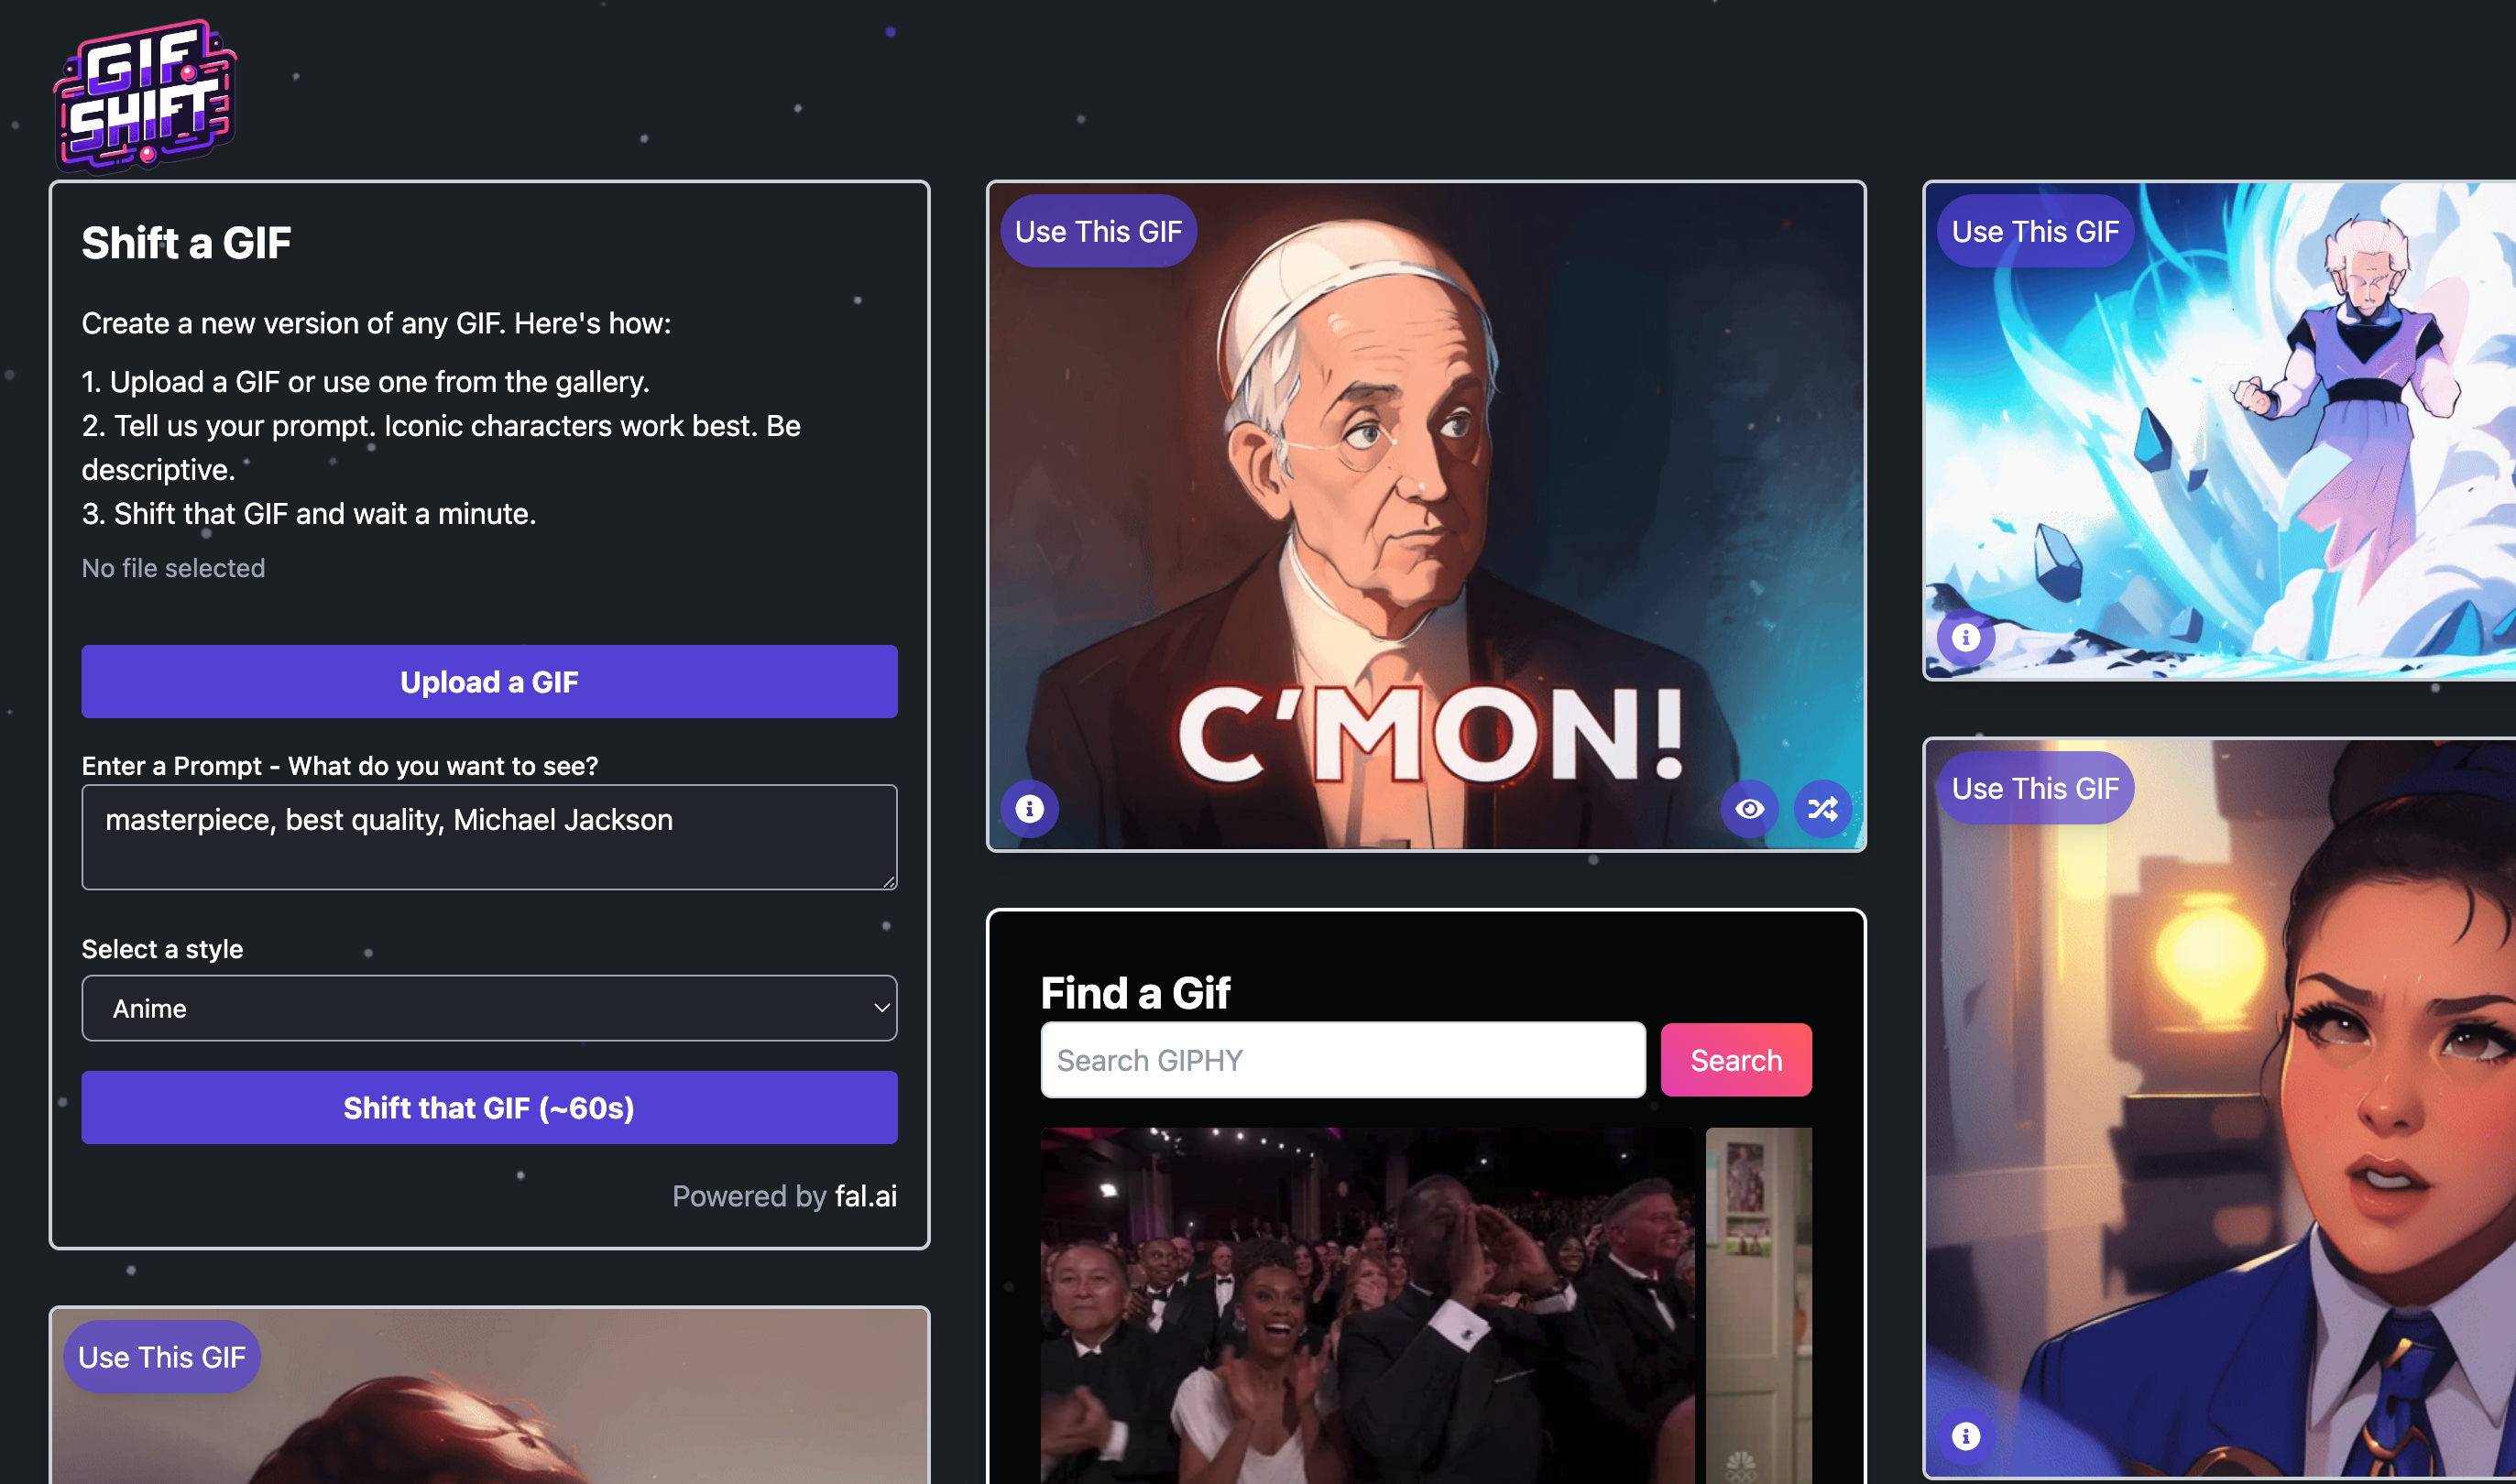 GIF
SHIFT
Shift a GIF
Create a new version of any GIF. Here's how:
1. Upload a GIF or use one from the gallery.
2. Tell us your prompt. Iconic characters work best. Be
descriptive.
3. Shift that GIF and wait a minute.
No file selected
Upload a GIF
Enter a Prompt - What do you want to see?
masterpiece, best quality, Michael Jackson
Select a style
Anime
Shift that GIF (~60s)
Powered by fal.ai
Use This GIF
Use This GIF
C'MON!
Find a Gif
Search GIPHY
Search
Use This GIF
Use This GIF